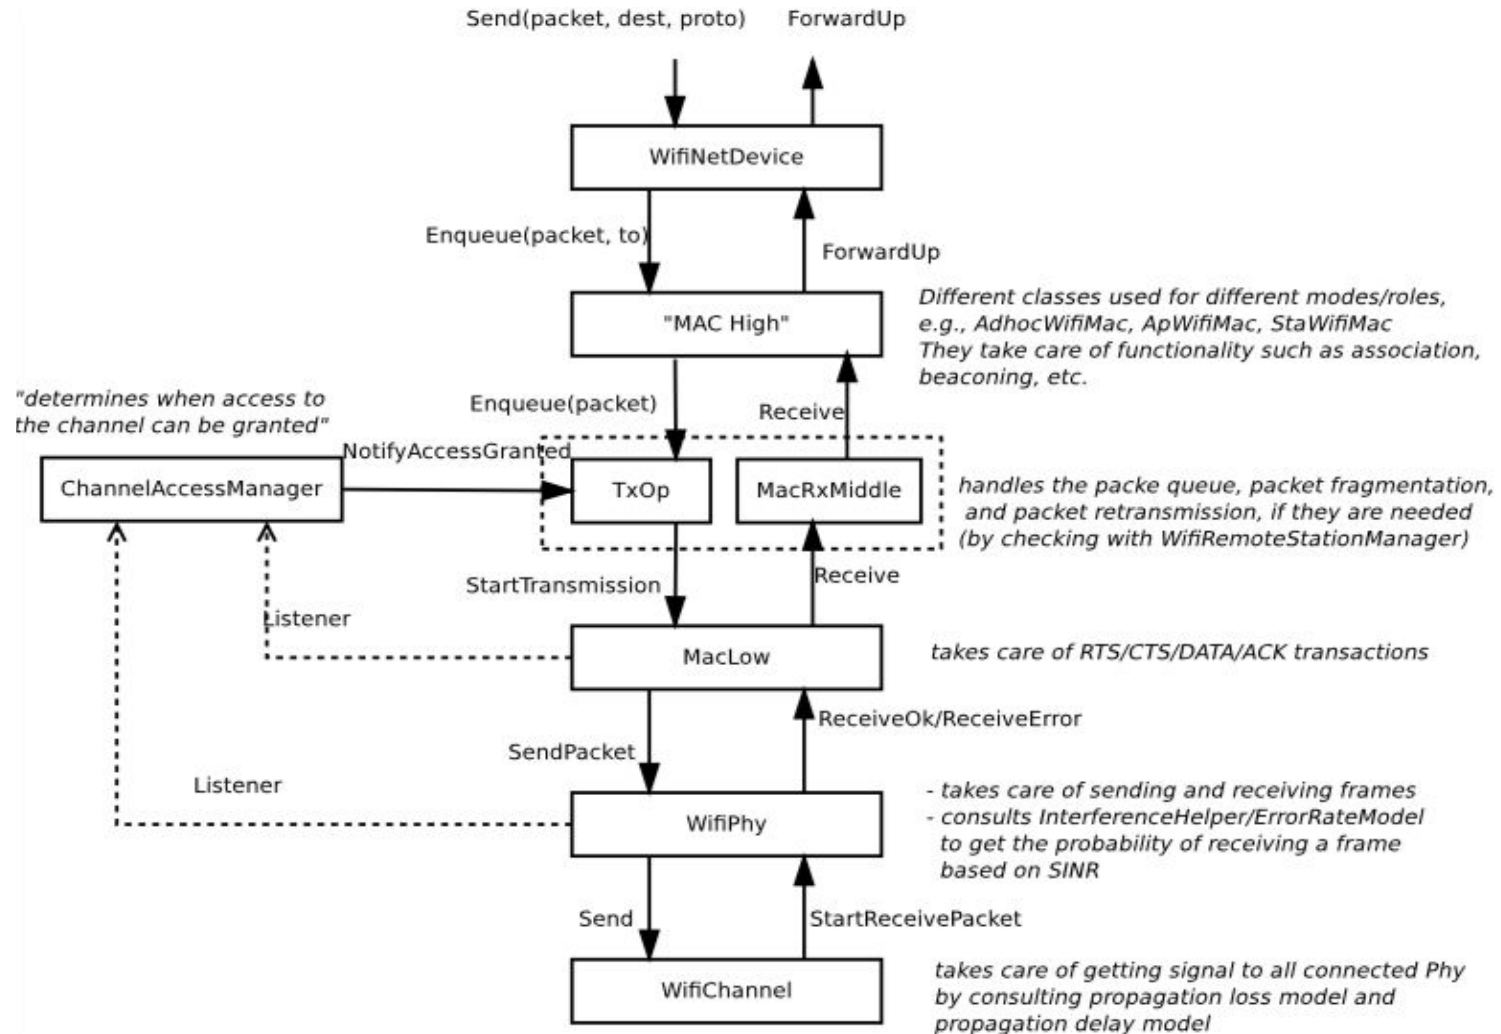 Send(packet, dest, proto)
ForwardUp
WifiNetDevice
Enqueue(packet, to)
ForwardUp
"MAC High"
Different classes used for different modes/roles,
e.g., AdhocWifiMac, ApWifiMac, StaWifiMac
They take care of functionality such as association,
beaconing, etc.
"determines when access to
the channel can be granted"
Enqueue(packet)
Receive
NotifyAccessGranted
ChannelAccessManager
TxOp
MacRxMiddle
handles the packe queue, packet fragmentation,
and packet retransmission, if they are needed
(by checking with WifiRemoteStationManager)
StartTransmission
Receive
Listener
MacLow
takes care of RTS/CTS/DATA/ACK transactions
ReceiveOk/ReceiveError
SendPacket
Listener
WifiPhy
- takes care of sending and receiving frames
- consults InterferenceHelper/ErrorRateModel
to get the probability of receiving a frame
based on SINR
Send
StartReceivePacket
WifiChannel
takes care of getting signal to all connected Phy
by consulting propagation loss model and
propagation delay model